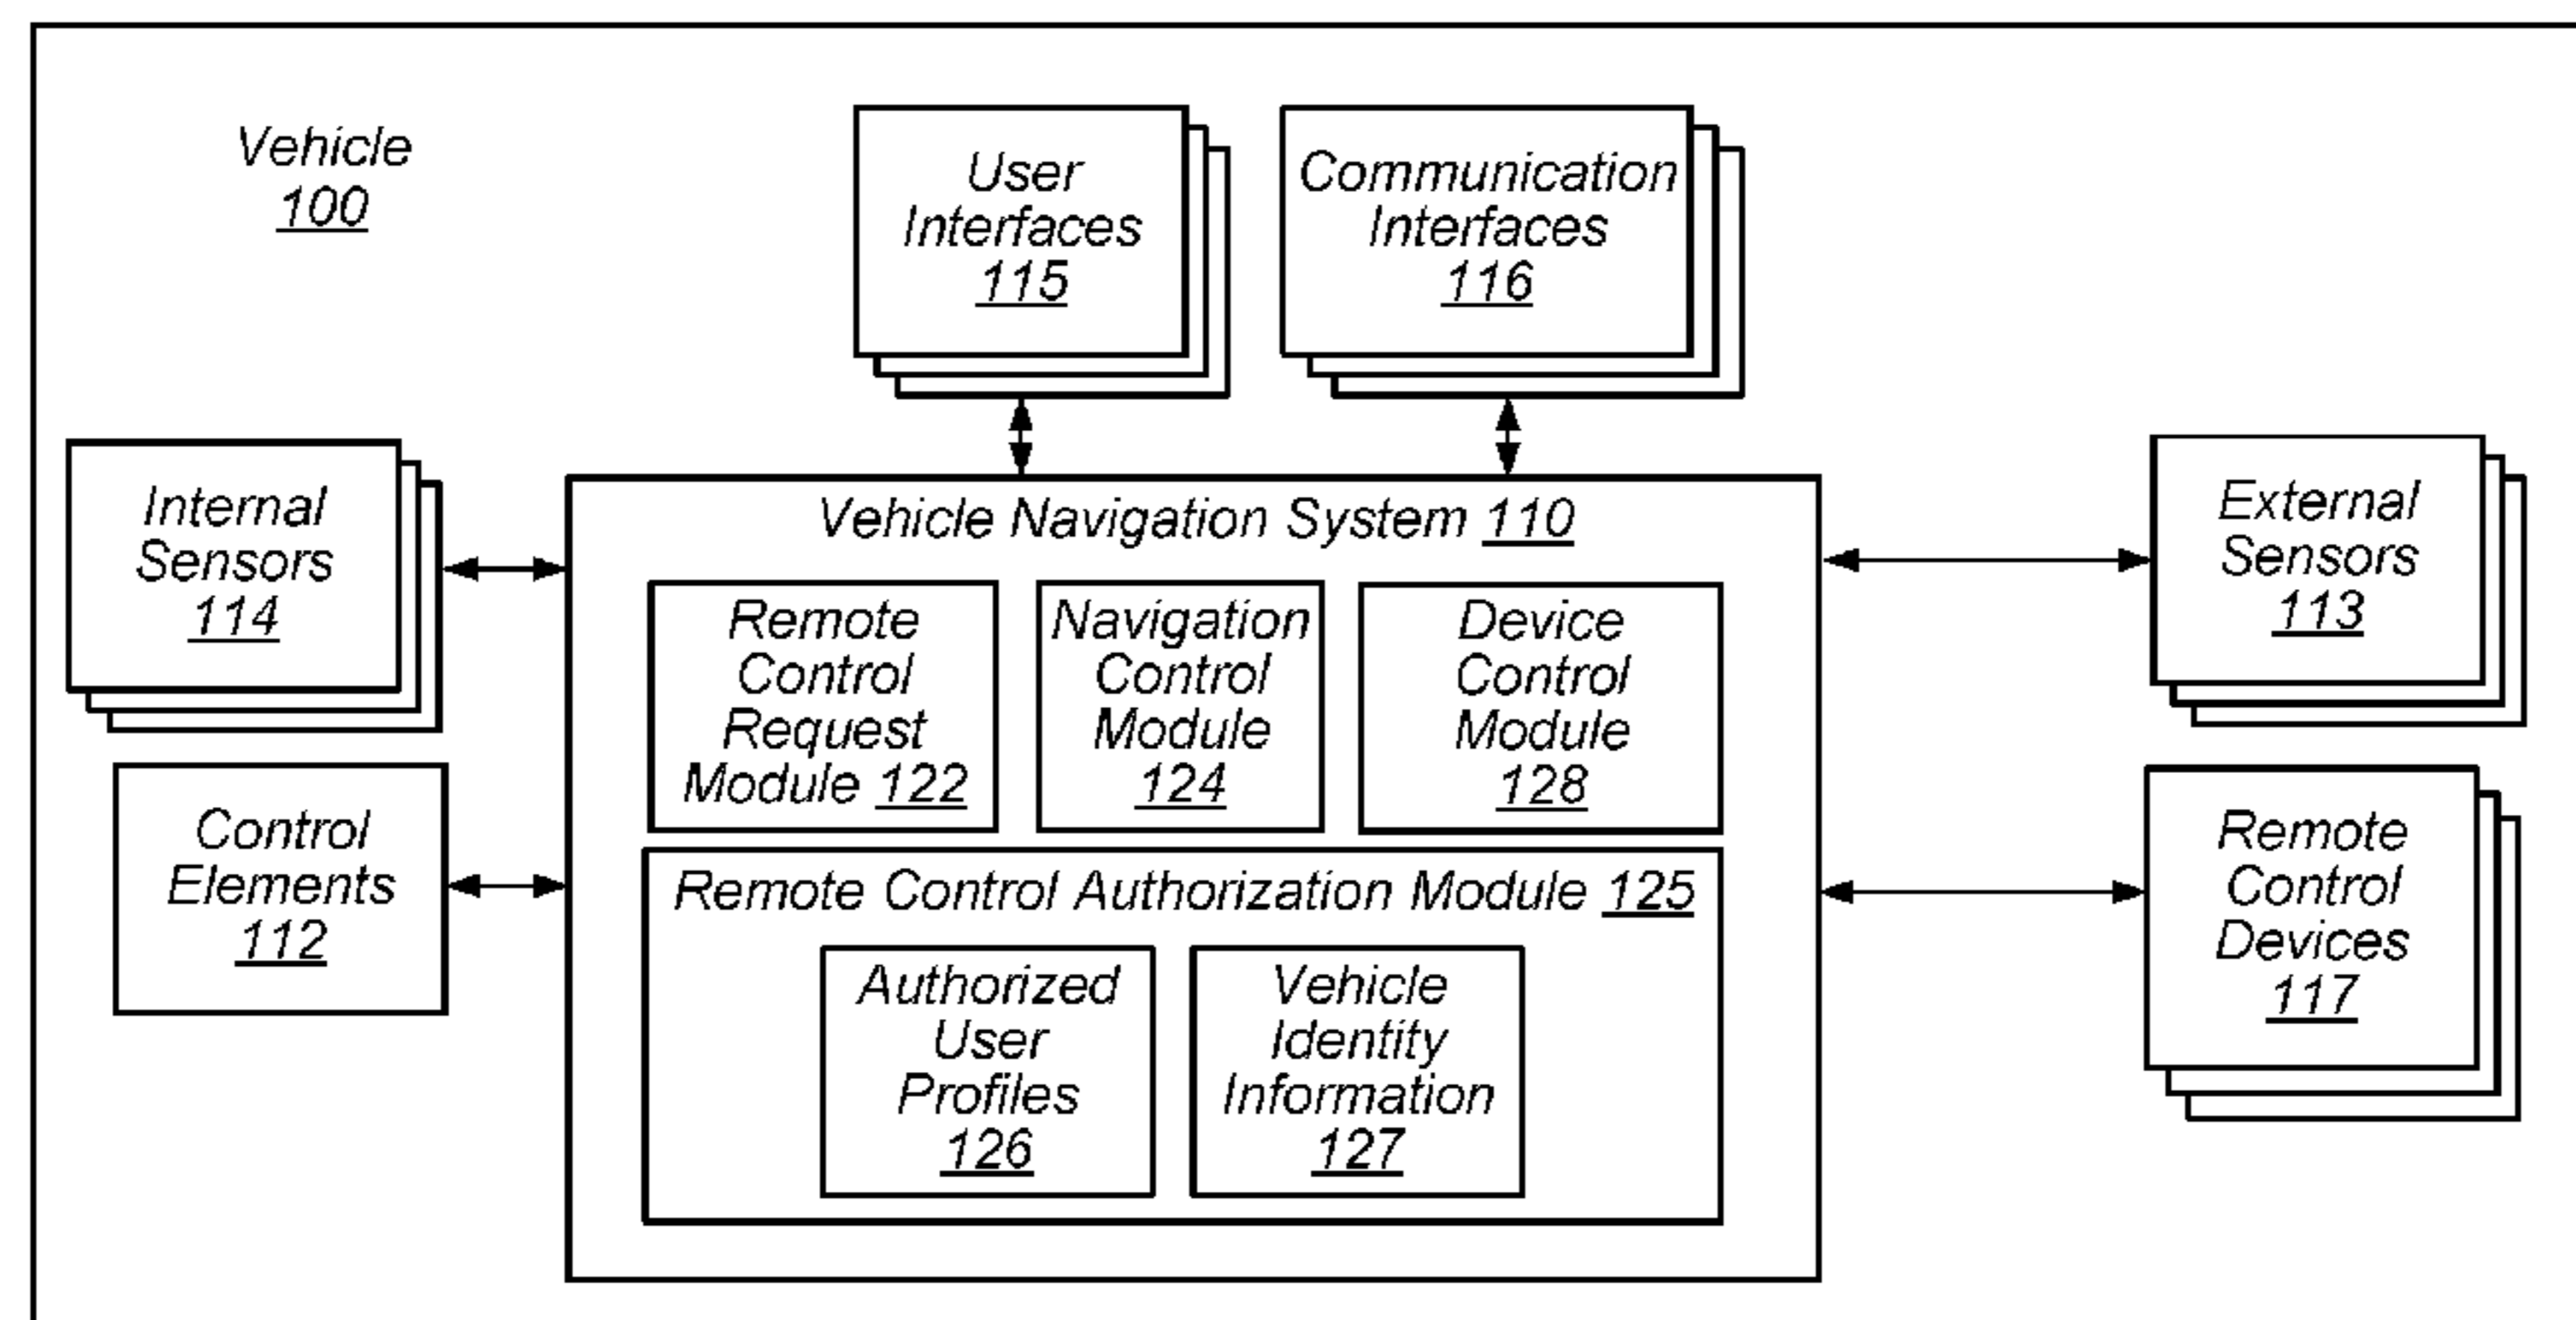 Vehicle
100
User
Interfaces
115
Communication
Interfaces
116
Internal
Sensors
114
Control
Elements
112
Vehicle Navigation System 110
Remote
Control
Request
Module 122
Navigation
Control
Module
124
Device
Control
Module
128
Remote Control Authorization Module 125
Authorized
User
Profiles
126
Vehicle
Identity
Information
127
External
Sensors
113
Remote
Control
Devices
117